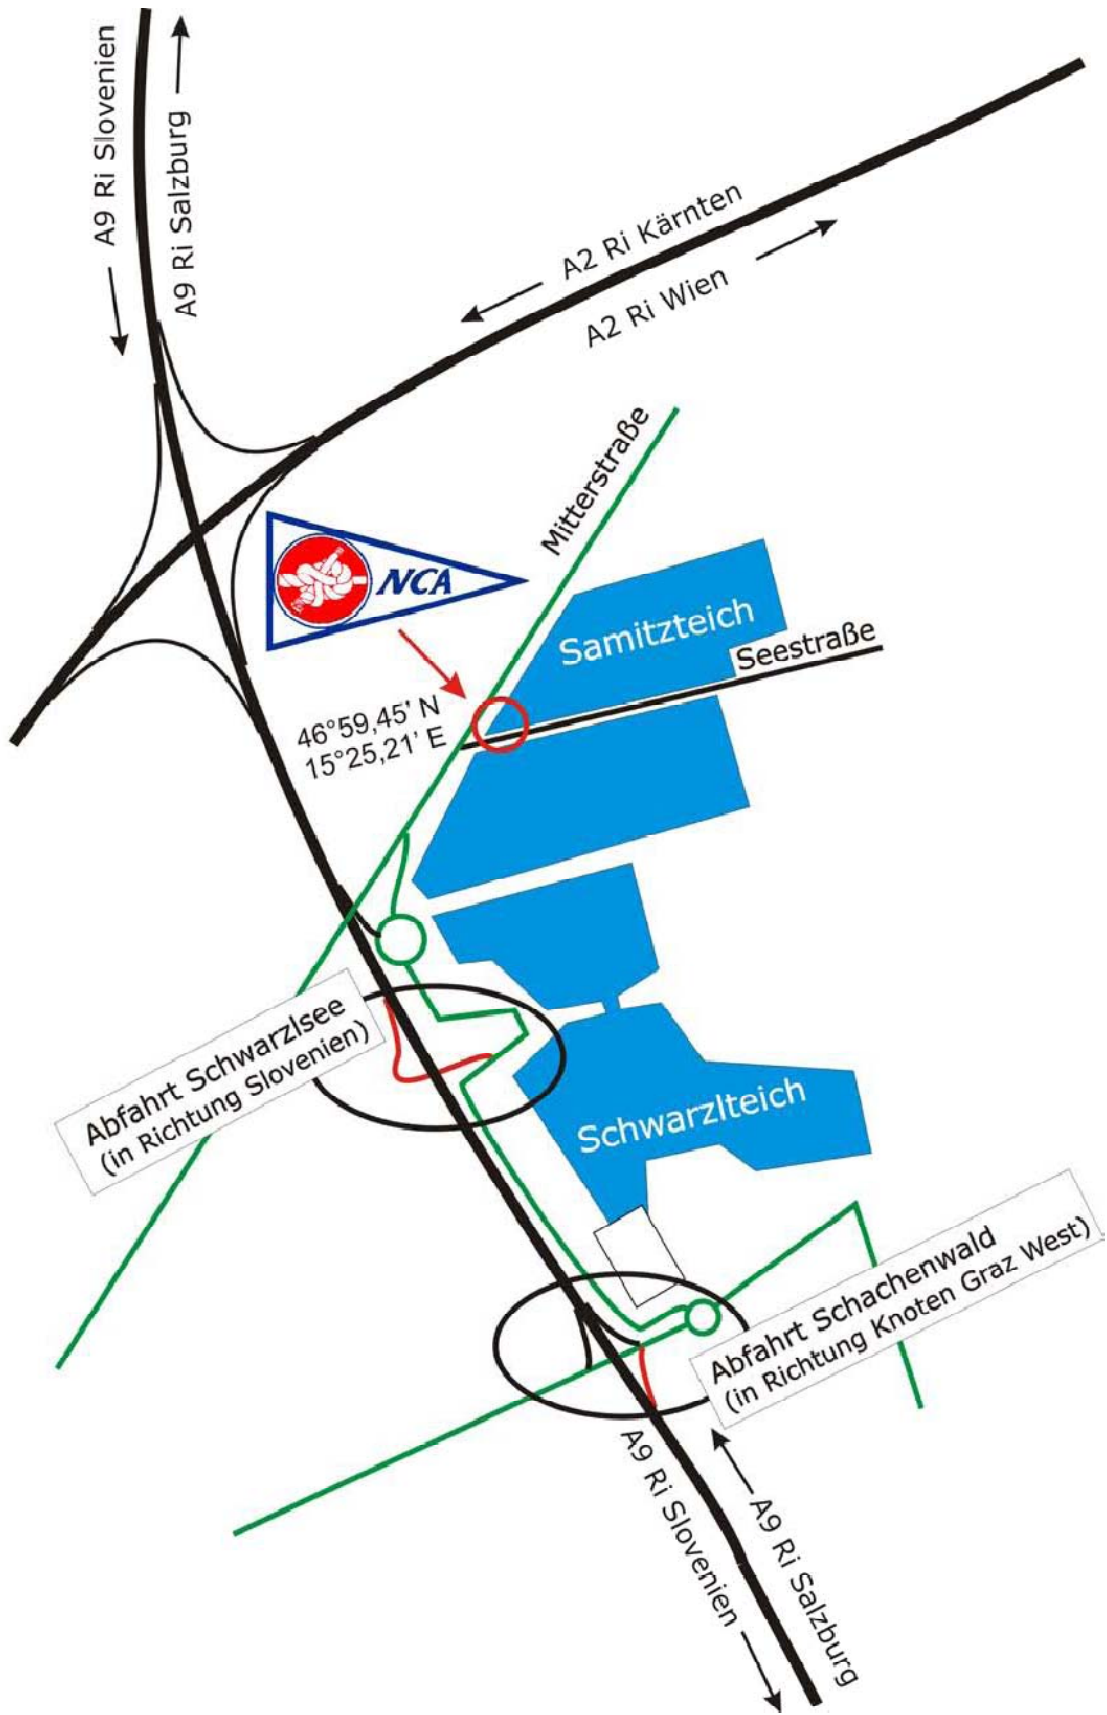 A9 Ri Slovenien
A9 Ri Salzburg
A2 Ri Kärnten
A2 Ri Wien
Mitterstraße
NCA
Samitzteich
Seestraße
46°59,45' N
15°25,21' E
Abfahrt Schwarzlsee
(in Richtung Slovenien)
Schwarzlteich
Abfahrt Schachenwald
(in Richtung Knoten Graz West)
A9 Ri Slovenien
A9 Ri Salzburg